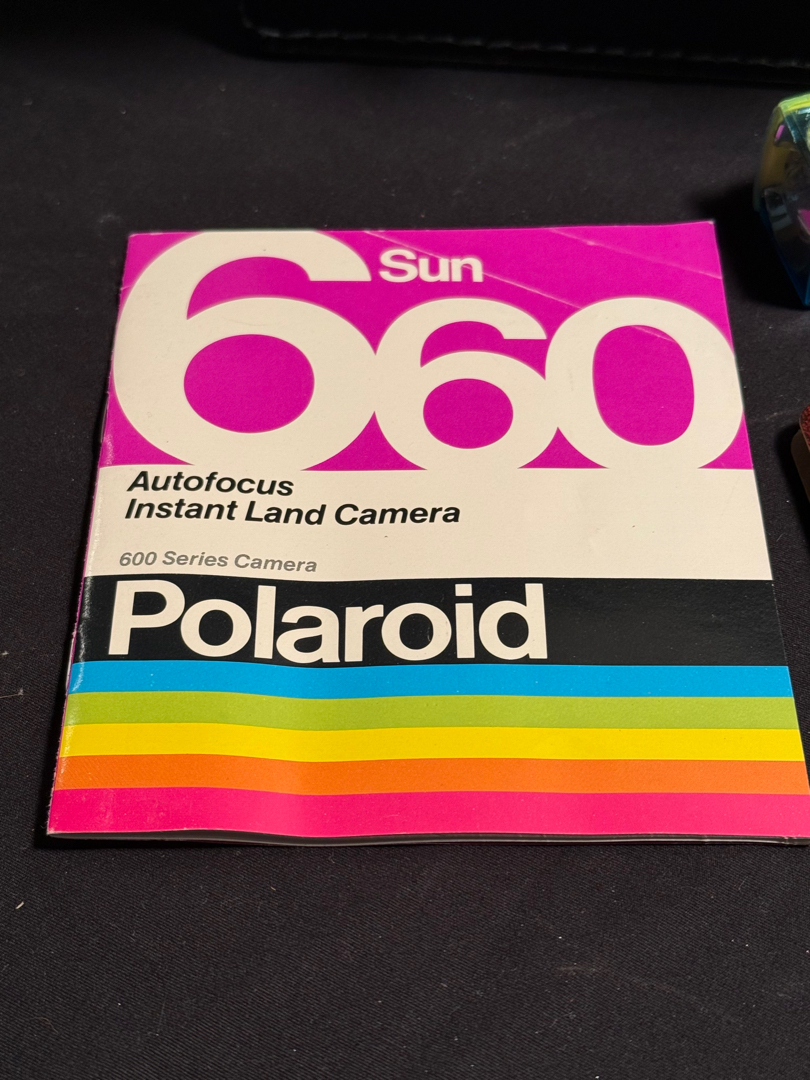 Sun
660
Autofocus
Instant Land Camera
600 Series Camera
Polaroid